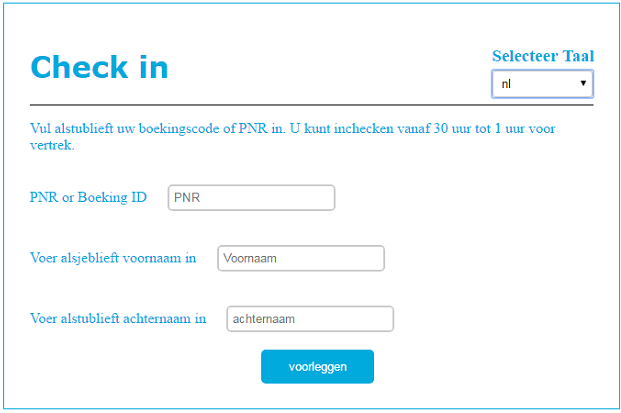 Check in
Selecteer Taal
nl
Vul alstublieft uw boekingscode of PNR in. U kunt inchecken vanaf 30 uur tot 1 uur voor
vertrek.
PNR or Boeking ID PNR
Voer alsjeblieft voornaam in Voornaam
Voer alstublieft achternaam in achternaam
voorleggen